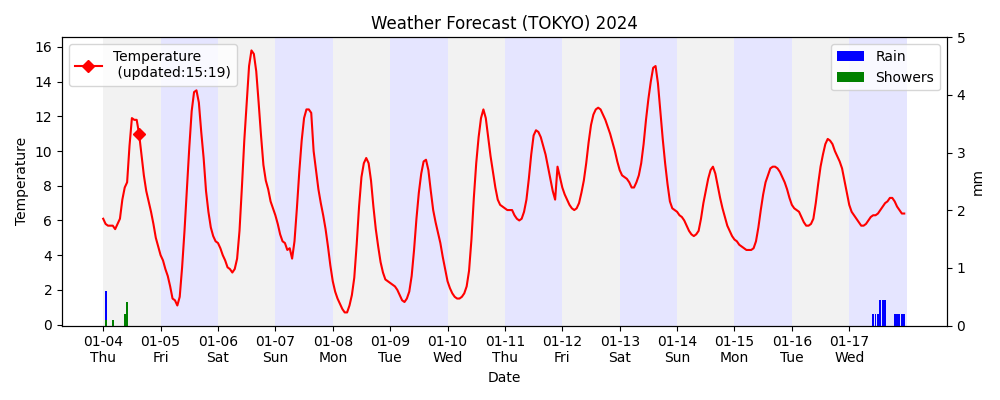 Weather Forecast (TOKYO) 2024
Temperature
(updated:15:19)
Rain
Showers
Temperature
16
14
12
10
8
6
4
2
0
5
4
3
2
1
0
mm
01-04 01-05 01-06 01-07 01-08 01-09 01-10 01-11 01-12 01-13 01-14 01-15 01-16 01-17
Thu Fri Sat Sun Mon Tue Wed Thu Fri Sat Sun Mon Tue Wed
Date